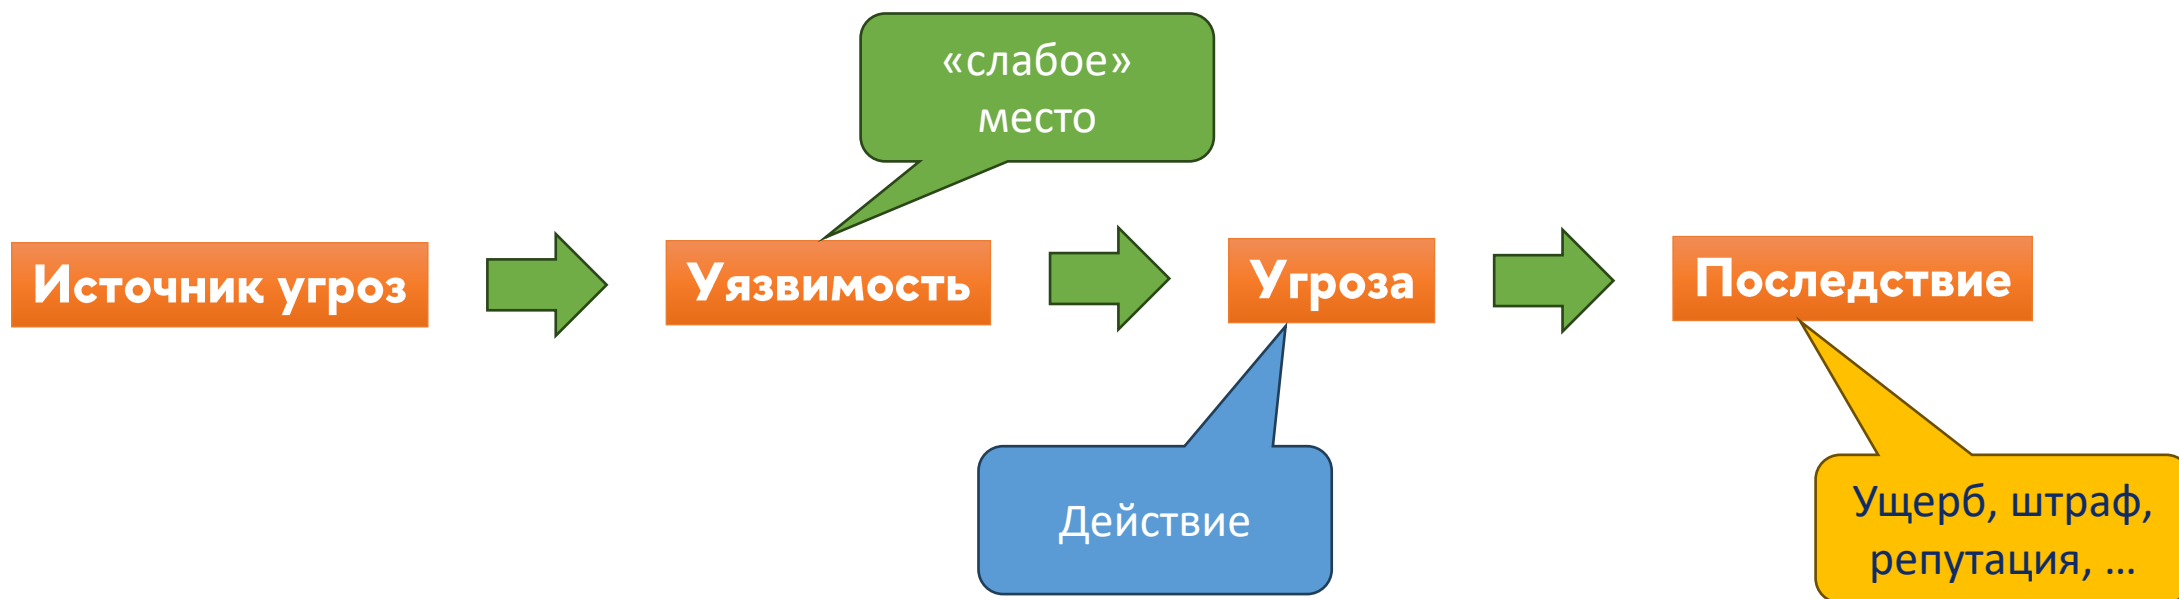 «слабое»
место
Источник угроз
Уязвимость
Угроза
Последствие
Действие
Ущерб, штраф,
репутация, ...